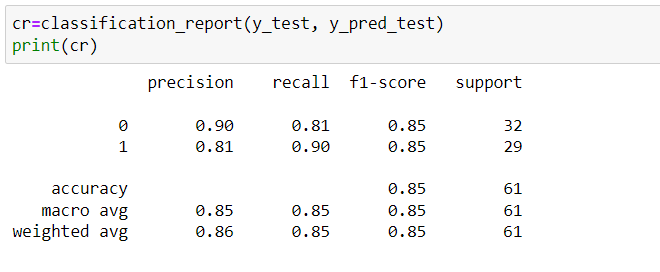 cr=classification_report(y_test, y_pred_test)
print(cr)
precision recall f1-score support
0 0.90 0.81 0.85 32
1 0.81 0.90 0.85 29
accuracy 0.85 61
macro avg 0.85 0.85 0.85 61
weighted avg 0.86 0.85 0.85 61